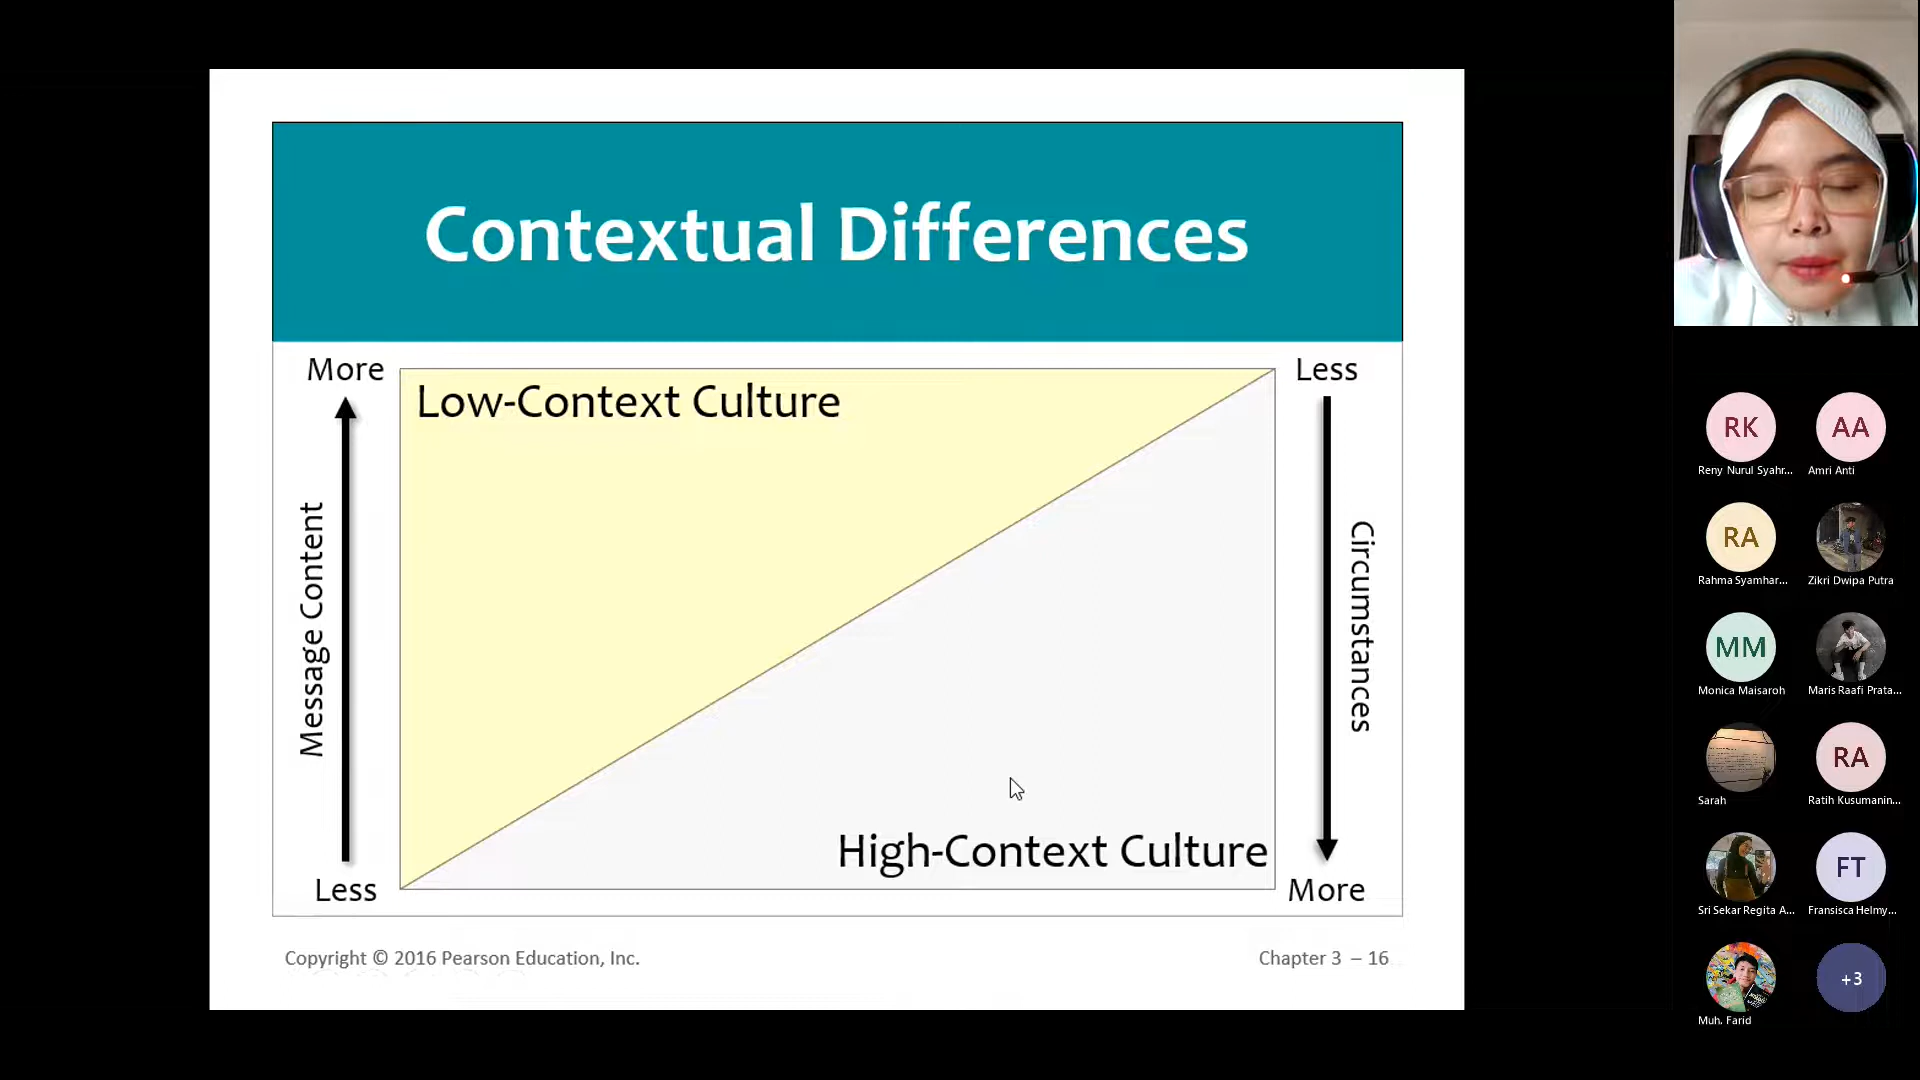 Contextual Differences
More
Less
Low-Context Culture
Message Content
Circumstances
High-Context Culture
Less
More
Copyright © 2016 Pearson Education, Inc.
Chapter 3 – 16
RK
AA
Reny Nurul Syahr...
Amri Anti
RA
Rahma Syamhar...
Zikri Dwipa Putra
MM
Monica Maisaroh
Maris Raafi Prata...
RA
Sarah
Ratih Kusumanin...
FT
Sri Sekar Regita A...
Fransisca Helmy...
+3
Muh. Farid